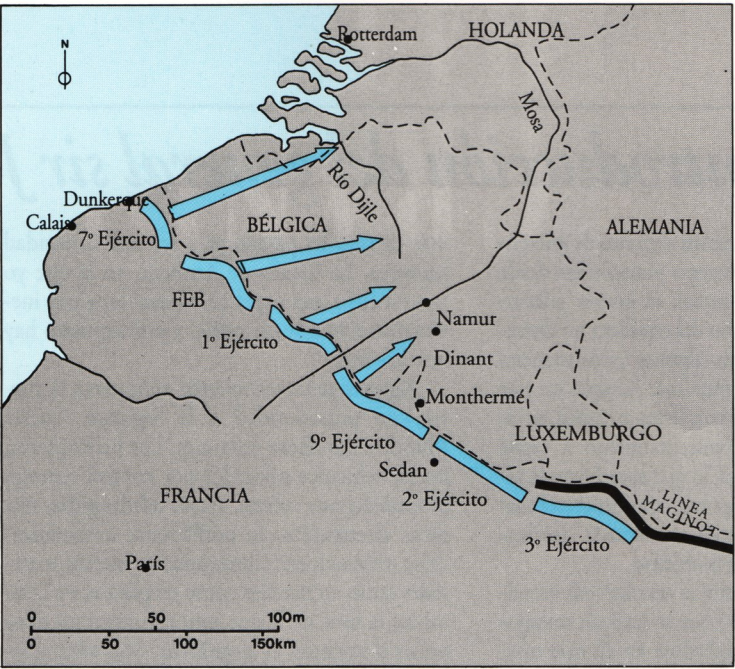 Rotterdam
HOLANDA
N
Mosa
Río Dijle
Dunkerque
Calais
7º Ejército
BÉLGICA
ALEMANIA
FEB
1º Ejército
Namur
Dinant
Monthermé
9º Ejército
LUXEMBURGO
Sedan
2º Ejército
FRANCIA
LINEA
MAGINOT
3º Ejército
París
0 50 100m
0 50 100 150km